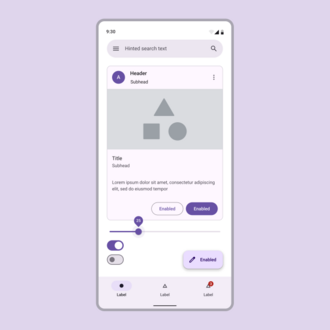 9:30
Hinted search text
A
Header
Subhead
Title
Subhead
Lorem ipsum dolor sit amet, consectetur adipiscing
elit, sed do eiusmod tempor
Enabled
Enabled
Enabled
Label
Label
Label